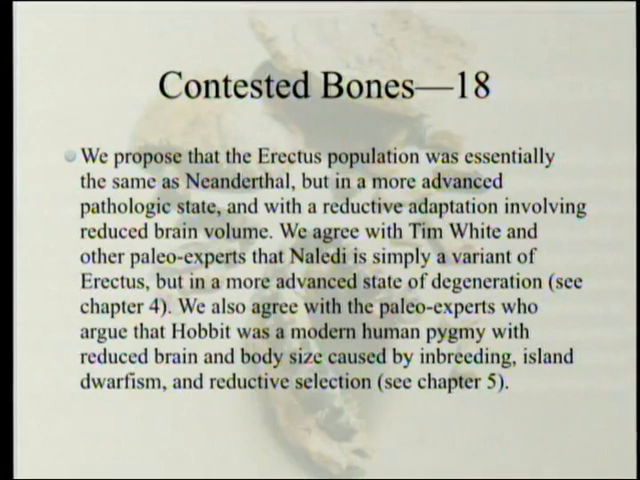 Contested Bones—18
We propose that the Erectus population was essentially
the same as Neanderthal, but in a more advanced
pathologic state, and with a reductive adaptation involving
reduced brain volume. We agree with Tim White and
other paleo-experts that Naledi is simply a variant of
Erectus, but in a more advanced state of degeneration (see
chapter 4). We also agree with the paleo-experts who
argue that Hobbit was a modern human pygmy with
reduced brain and body size caused by inbreeding, island
dwarfism, and reductive selection (see chapter 5).